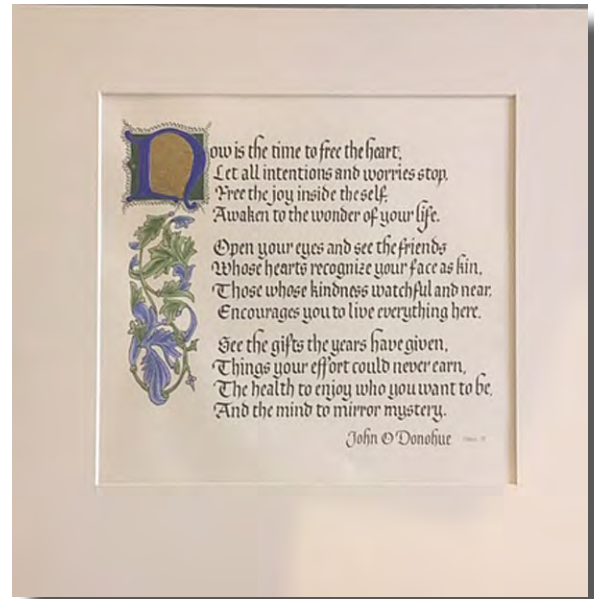 Now is the time to free the heart,
Let all intentions and worries stop,
Free the joy inside the self,
Awaken to the wonder of your life.
Open your eyes and see the friends
Whose hearts recognize your face as kin,
Those whose kindness watchful and near,
Encourages you to live everything here.
See the gifts the years have given,
Things your effort could never earn,
The health to enjoy who you want to be,
And the mind to mirror mystery.
John O Donohue